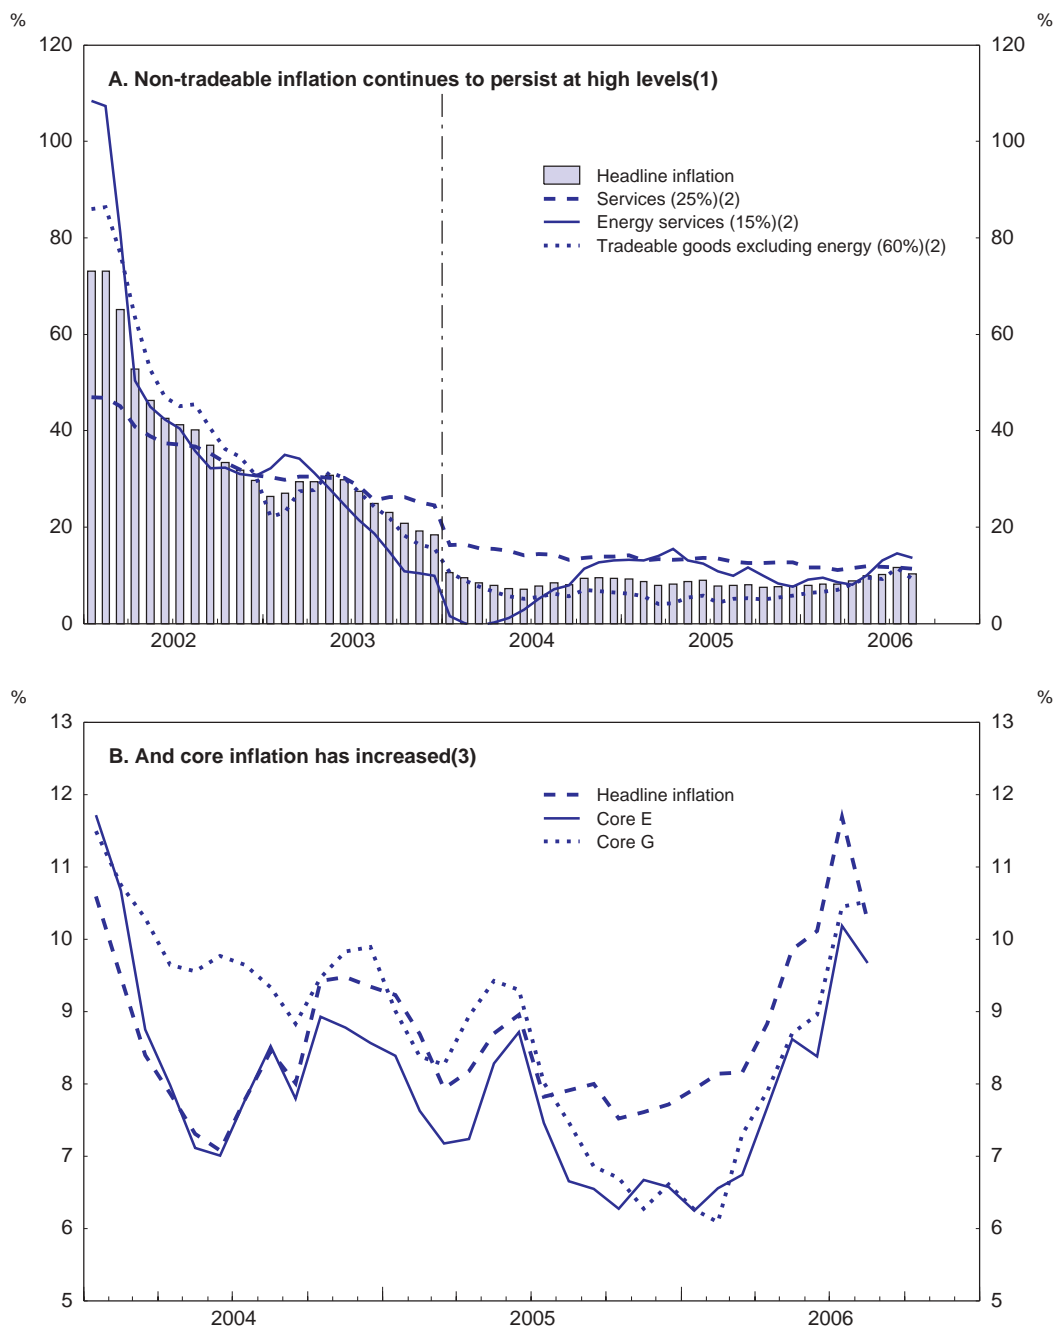 % %
120 120
A. Non-tradeable inflation continues to persist at high levels(1)
100 100
Headline inflation
Services (25%)(2)
Energy services (15%)(2)
Tradeable goods excluding energy (60%)(2)
80 80
60 60
40 40
20 20
0 0
2002 2003 2004 2005 2006
% %
13 13
B. And core inflation has increased(3)
12 12
Headline inflation
Core E
Core G
11 11
10 10
9 9
8 8
7 7
6 6
5 5
2004 2005 2006